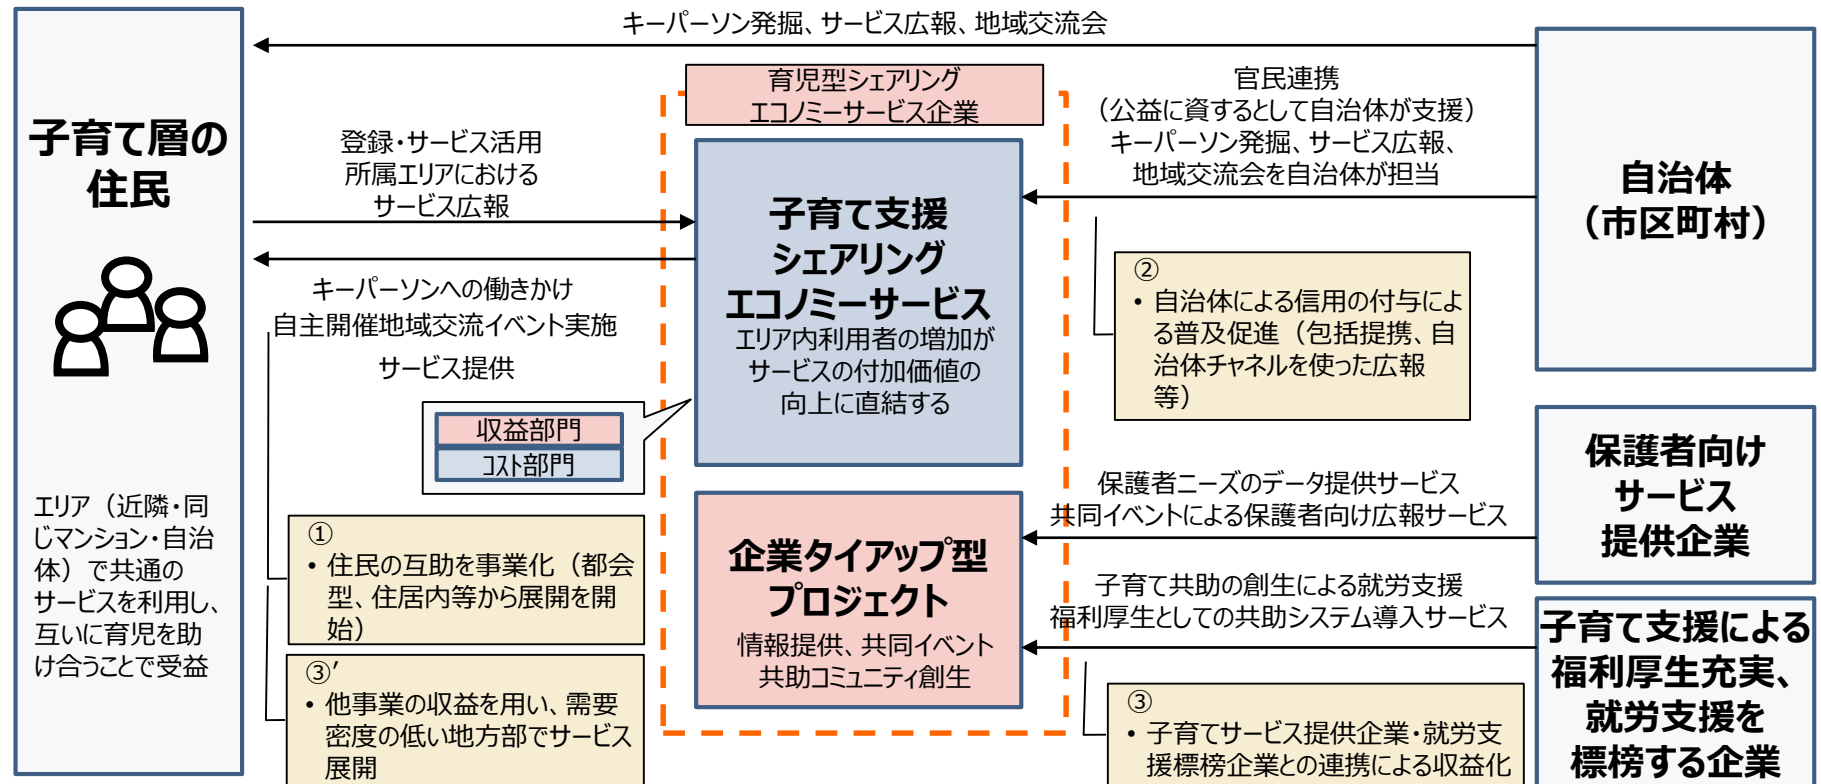 キーパーソン発掘、サービス広報、地域交流会
子育て層の
住民
エリア（近隣・同
じマンション・自治
体）で共通の
サービスを利用し、
互いに育児を助
け合うことで受益
登録・サービス活用
所属エリアにおける
サービス広報
キーパーソンへの働きかけ
自主開催地域交流イベント実施
サービス提供
収益部門
コスト部門
①
• 住民の互助を事業化（都会
型、住居内等から展開を開
始）
③’
• 他事業の収益を用い、需要
密度の低い地方部でサービス
展開
育児型シェアリング
エコノミーサービス企業
子育て支援
シェアリング
エコノミーサービス
エリア内利用者の増加が
サービスの付加価値の
向上に直結する
企業タイアップ型
プロジェクト
情報提供、共同イベント
共助コミュニティ創生
官民連携
（公益に資するとして自治体が支援）
キーパーソン発掘、サービス広報、
地域交流会を自治体が担当
②
• 自治体による信用の付与によ
る普及促進（包括提携、自
治体チャネルを使った広報
等）
保護者ニーズのデータ提供サービス
共同イベントによる保護者向け広報サービス
子育て共助の創生による就労支援
福利厚生としての共助システム導入サービス
③
• 子育てサービス提供企業・就労支
援標榜企業との連携による収益化
自治体
（市区町村）
保護者向け
サービス
提供企業
子育て支援による
福利厚生充実、
就労支援を
標榜する企業